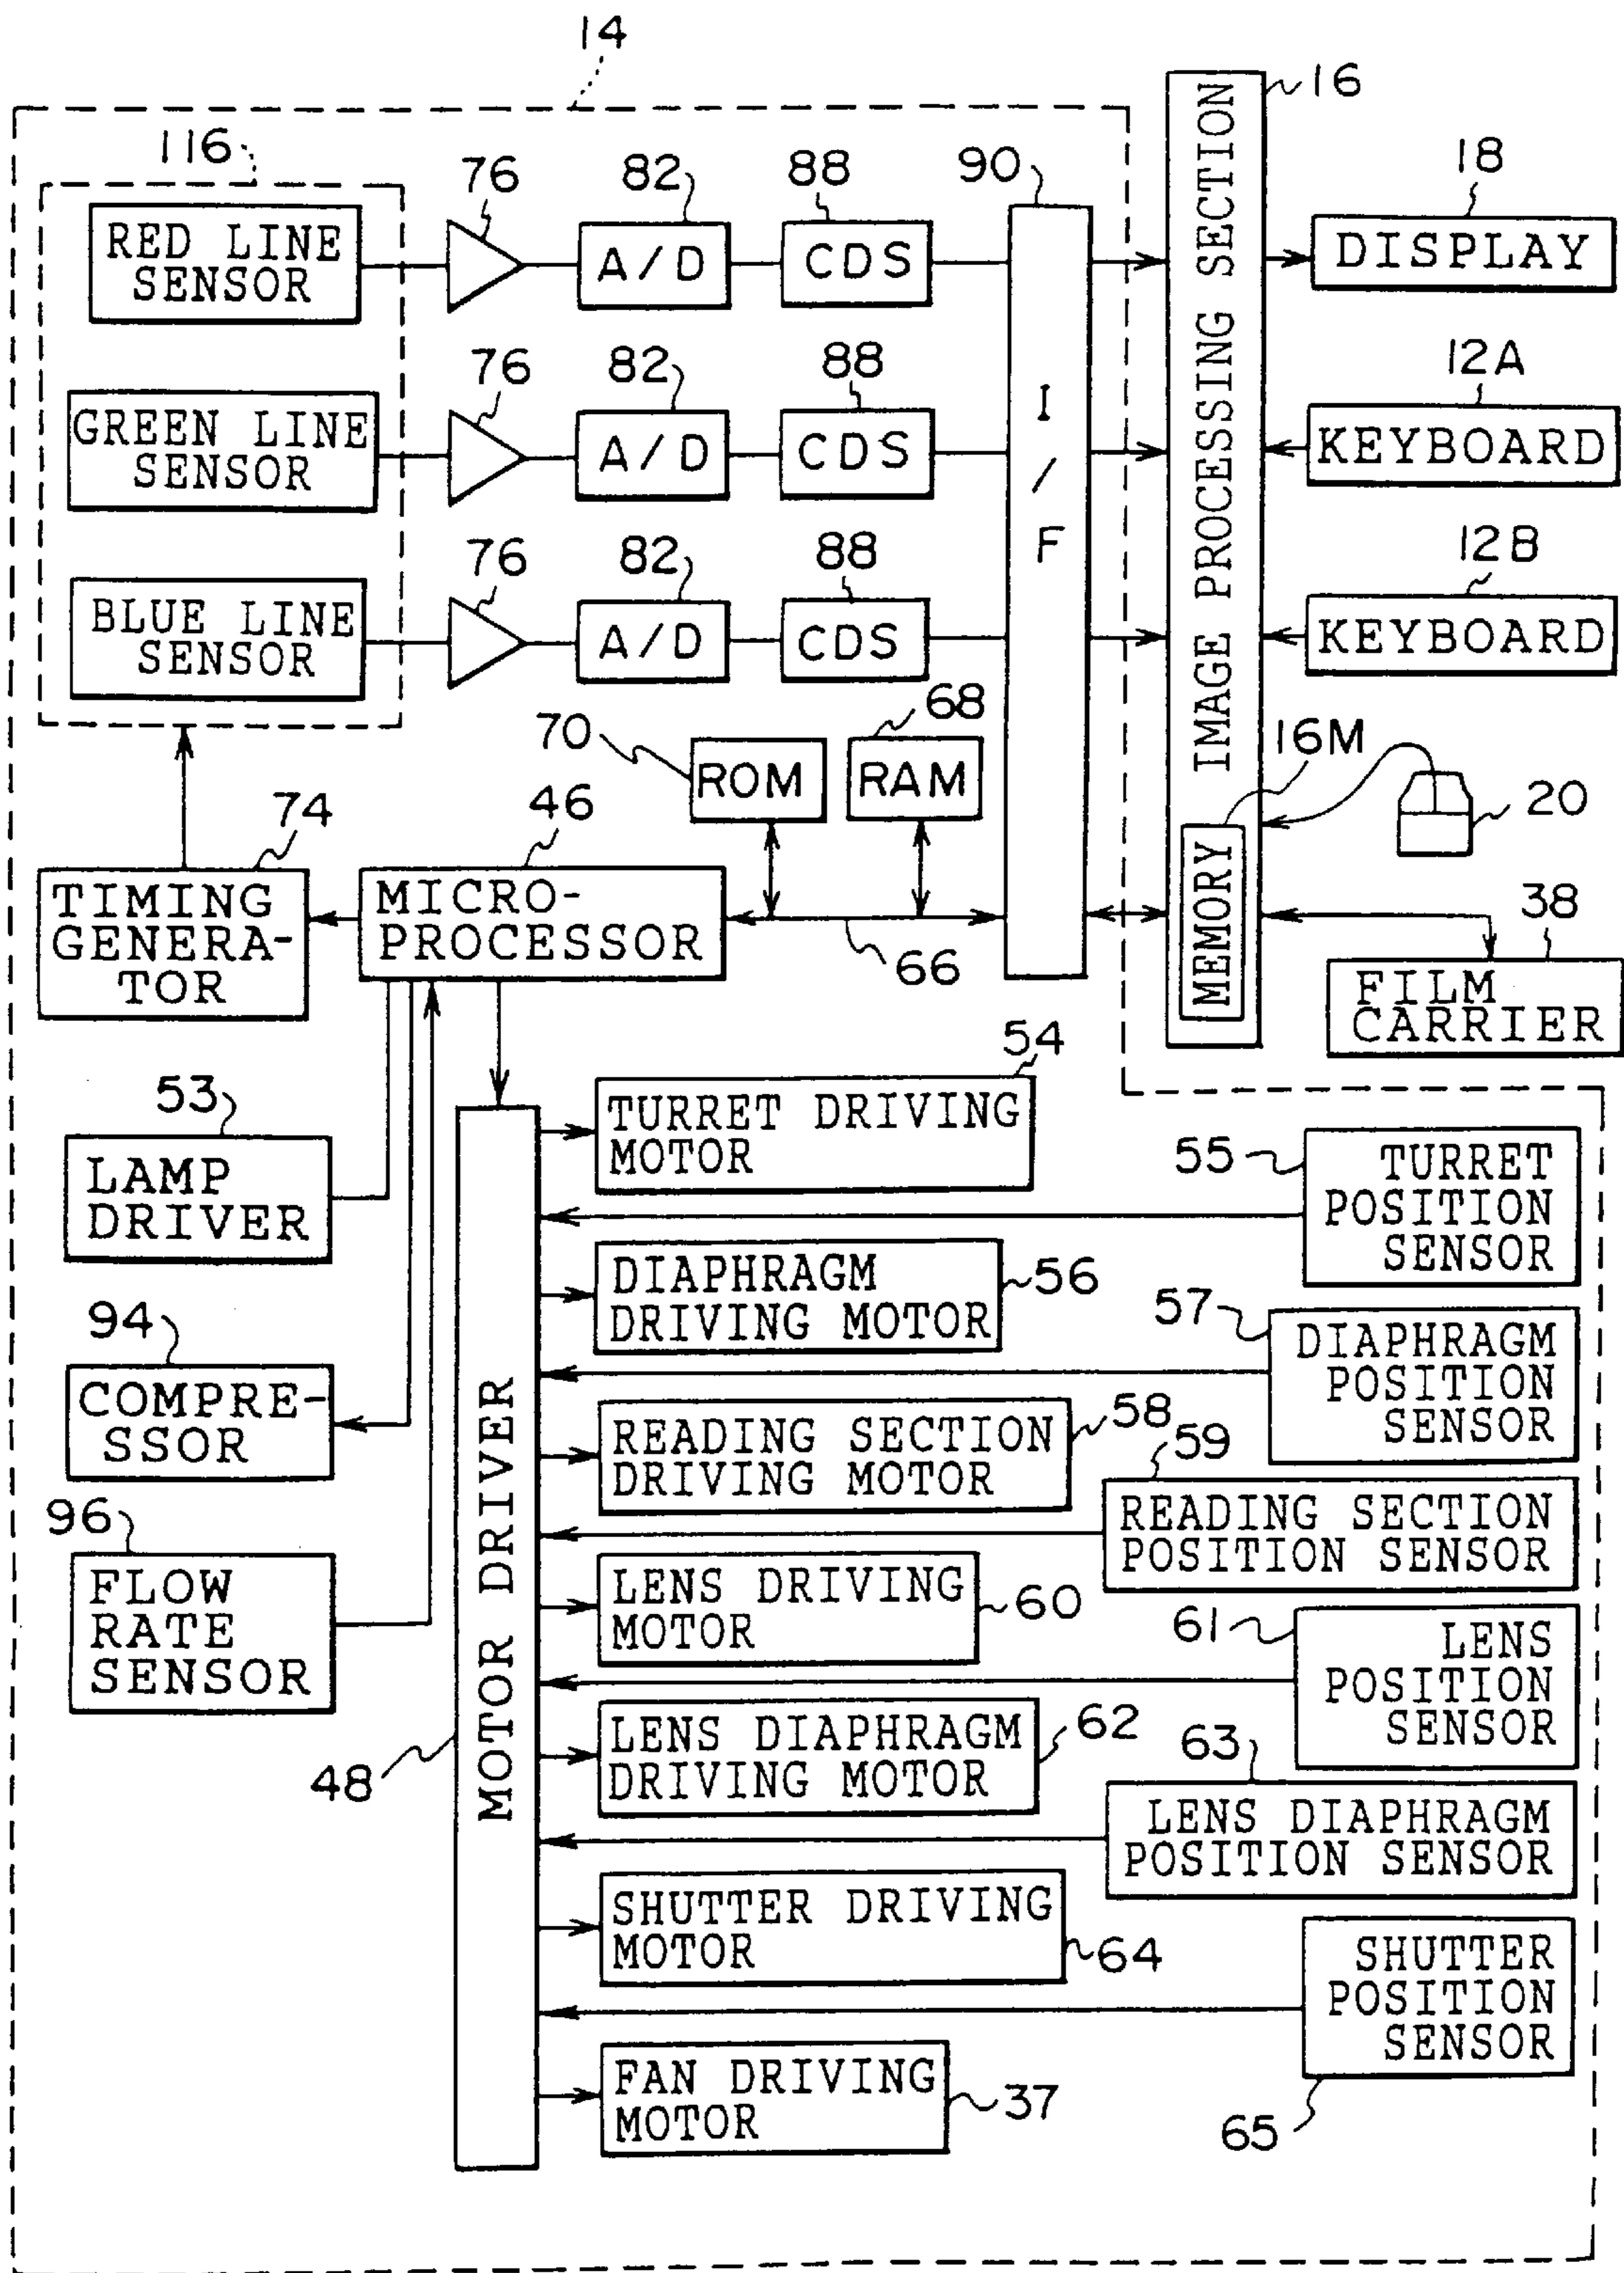 14
116
RED LINE
SENSOR
76
82
A/D
88
CDS
90
I
/
F
16
IMAGE PROCESSING SECTION
18
DISPLAY
GREEN LINE
SENSOR
76
82
A/D
88
CDS
12A
KEYBOARD
BLUE LINE
SENSOR
76
82
A/D
88
CDS
12B
KEYBOARD
70
ROM
68
RAM
16M
MEMORY
20
74
TIMING
GENERA-
TOR
46
MICRO-
PROCESSOR
66
38
FILM
CARRIER
53
LAMP
DRIVER
94
COMPRE-
SSOR
96
FLOW
RATE
SENSOR
48
MOTOR DRIVER
54
TURRET DRIVING
MOTOR
55
TURRET
POSITION
SENSOR
DIAPHRAGM
DRIVING MOTOR
56
57
DIAPHRAGM
POSITION
SENSOR
READING SECTION
DRIVING MOTOR
58
59
READING SECTION
POSITION SENSOR
LENS DRIVING
MOTOR
60
61
LENS
POSITION
SENSOR
LENS DIAPHRAGM
DRIVING MOTOR
62
63
LENS DIAPHRAGM
POSITION SENSOR
SHUTTER DRIVING
MOTOR
64
SHUTTER
POSITION
SENSOR
65
FAN DRIVING
MOTOR
37